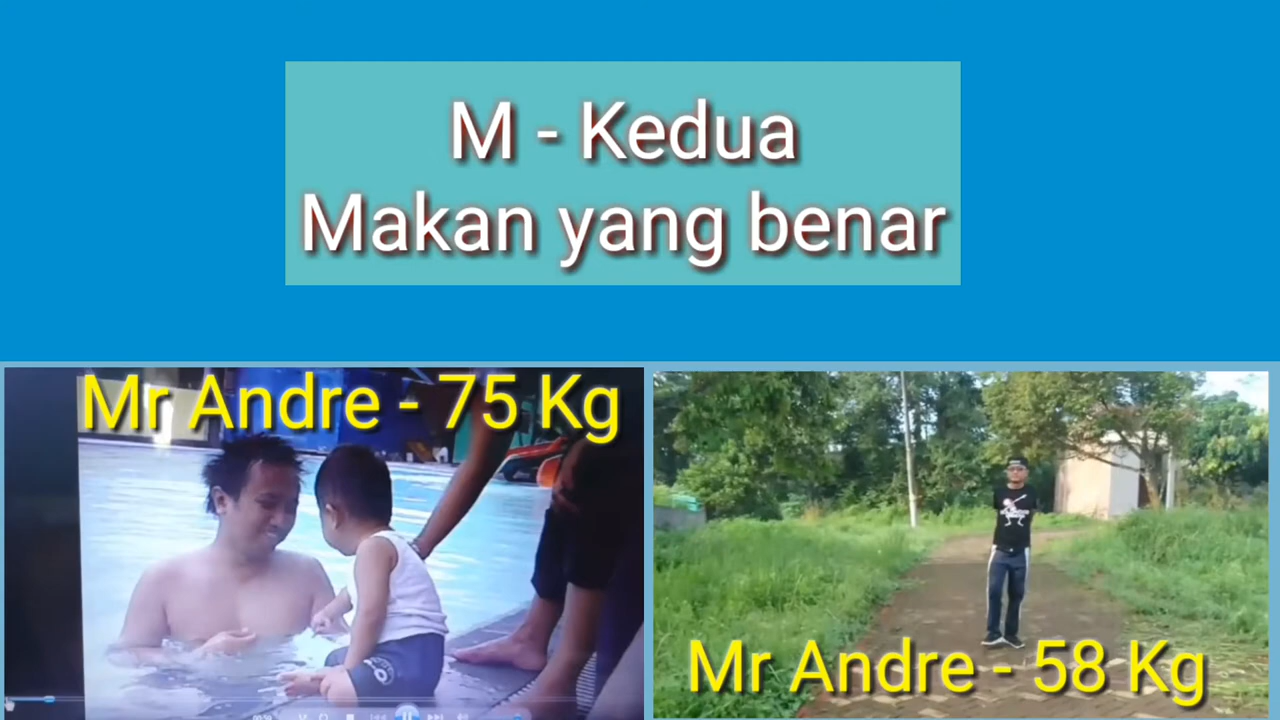 M - Kedua
Makan yang benar
Mr Andre - 75 Kg
Mr Andre - 58 Kg